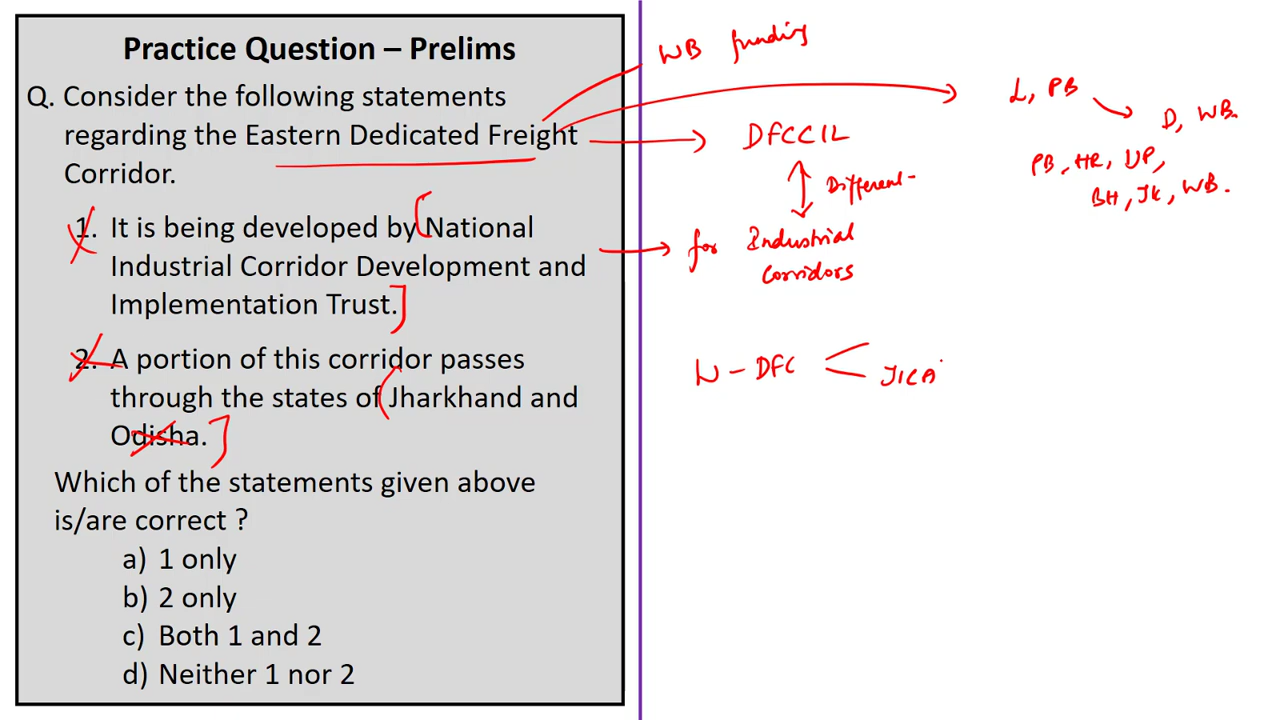 Practice Question – Prelims
Q. Consider the following statements
regarding the Eastern Dedicated Freight
Corridor.
1. It is being developed by National
Industrial Corridor Development and
Implementation Trust.
2. A portion of this corridor passes
through the states of Jharkhand and
Odisha.
Which of the statements given above
is/are correct ?
a) 1 only
b) 2 only
c) Both 1 and 2
d) Neither 1 nor 2
WB funding
L, PB
D, WB.
DFCCIL
PB, HR, UP,
BH, JK, WB.
Different
for Industrial
Corridors
W - DFC
JICA